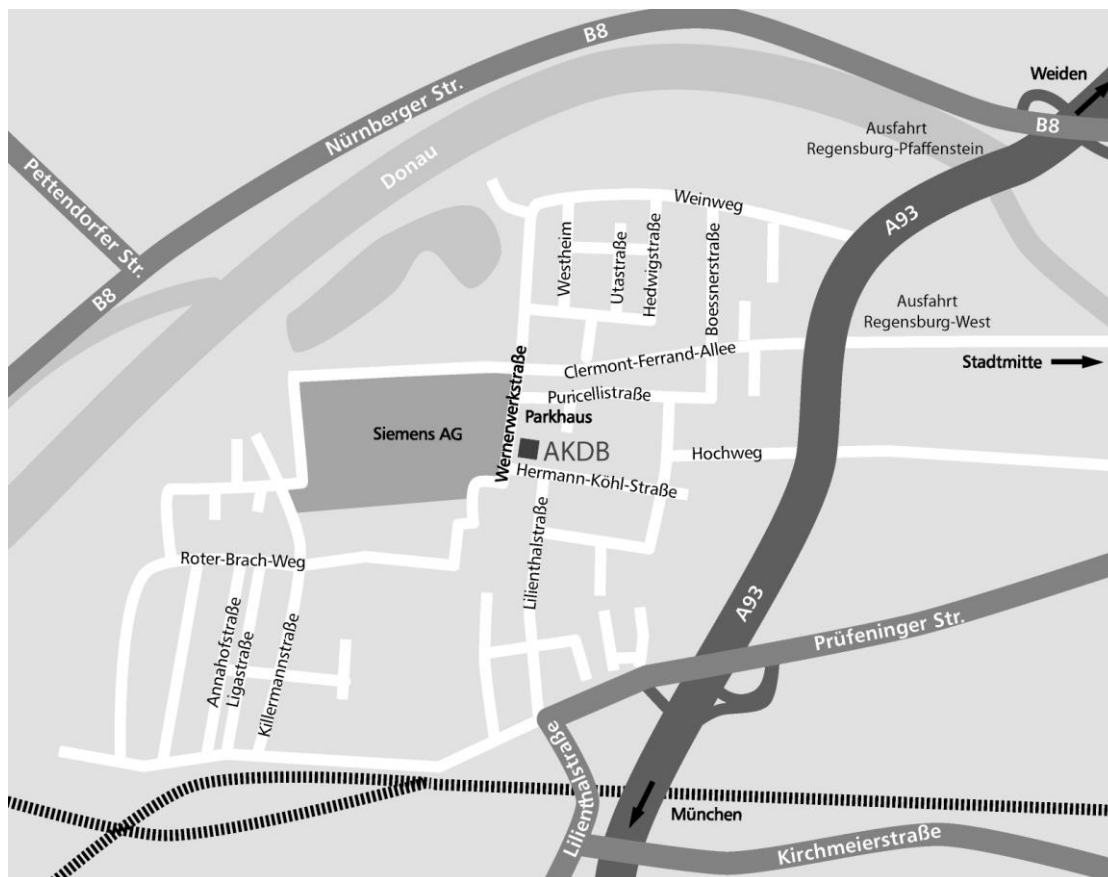 B8
Nürnberger Str.
Weiden
B8
Ausfahrt
Regensburg-Pfaffenstein
Donau
Pettendorfer Str.
B8
Weinweg
A93
Westheim
Utastraße
Hedwigstraße
Boessnerstraße
Ausfahrt
Regensburg-West
Clermont-Ferrand-Allee
Stadtmitte
Wernerwerkstraße
Puricellistraße
Parkhaus
Siemens AG
AKDB
Hochweg
Hermann-Köhl-Straße
Lilienthalstraße
Roter-Brach-Weg
A93
Prüfeninger Str.
Annahofstraße
Ligastraße
Killermannstraße
Lilienthalstraße
München
Kirchmeierstraße